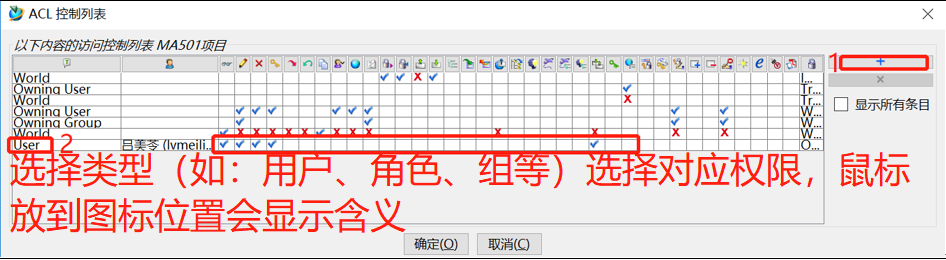 ACL 控制列表
以下内容的访问控制列表 MA501项目
1
World I...
Owning User Tr...
World Tr...
Owning User W...
Owning Group W...
World W...
User 2 吕美苓 (lvmeili... O...
显示所有条目
选择类型（如：用户、角色、组等）选择对应权限，鼠标
放到图标位置会显示含义
确定(O) 取消(C)